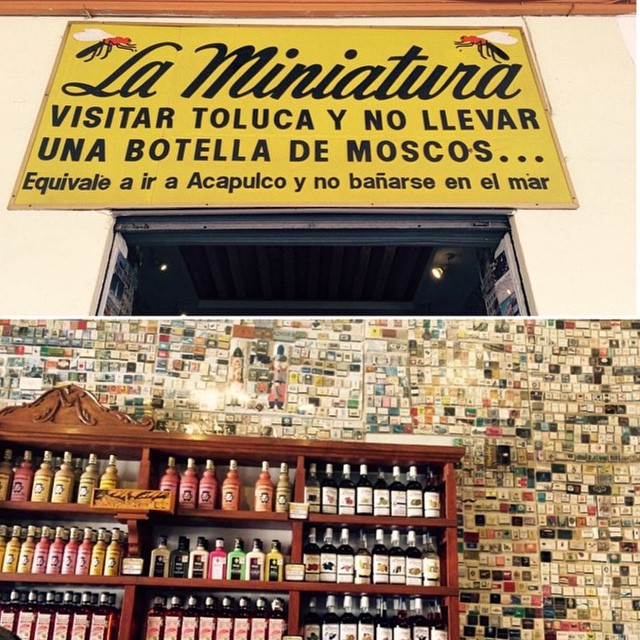 La Miniatura
VISITAR TOLUCA Y NO LLEVAR
UNA BOTELLA DE MOSCOS...
Equivale a ir a Acapulco y no bañarse en el mar